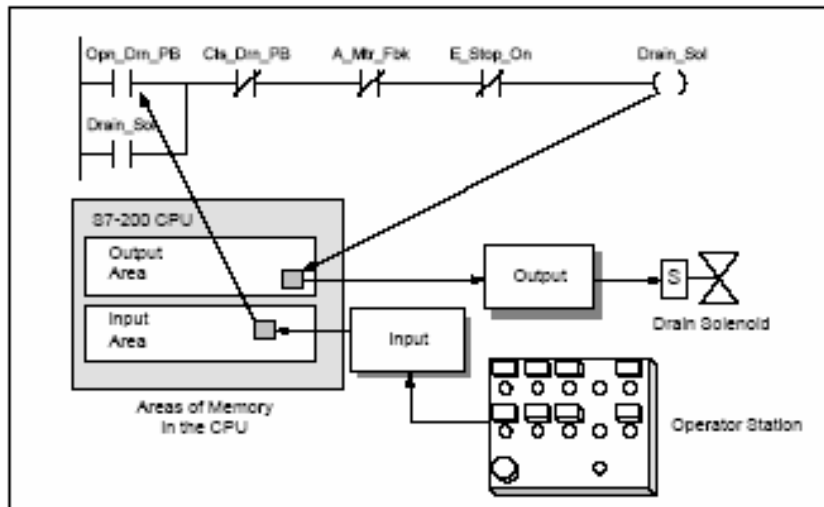 Opn_Drn_PB Cls_Drn_PB A_Mtr_Fbk E_Stop_On Drain_Sol
Drain_Sol
S7-200 CPU
Output
Area
Output
S
Drain Solenoid
Input
Area
Input
Areas of Memory
in the CPU
Operator Station